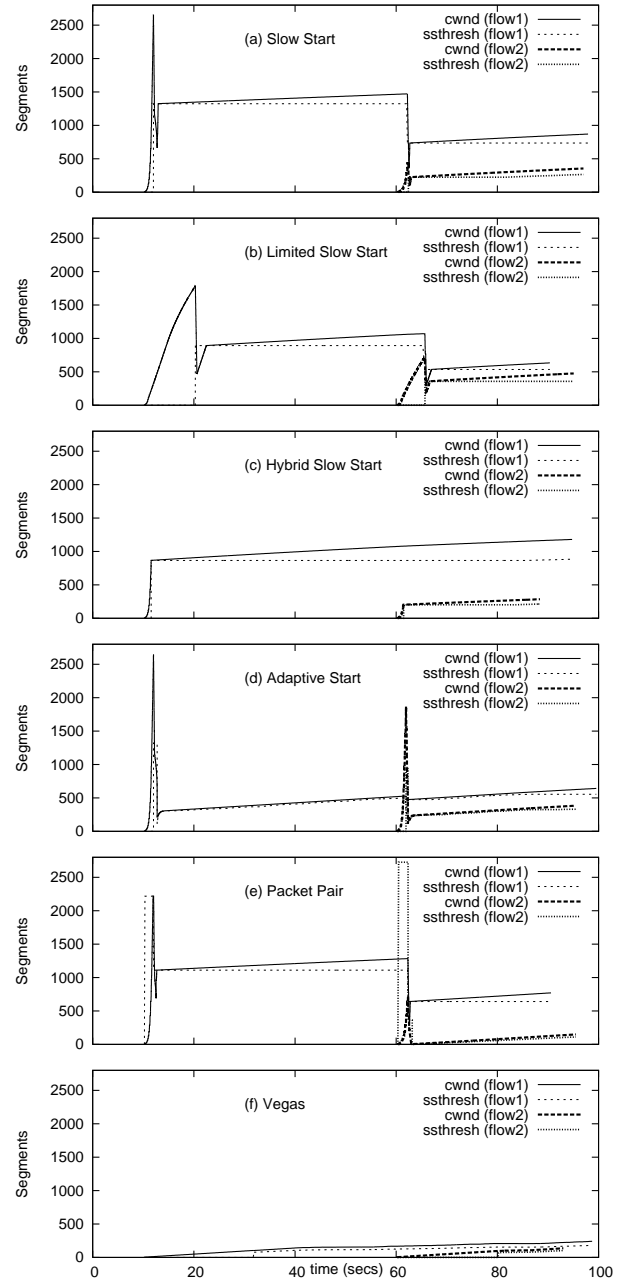 2500
2000
1500
1000
500
0
Segments
(a) Slow Start
cwnd (flow1)
ssthresh (flow1)
cwnd (flow2)
ssthresh (flow2)
2500
2000
1500
1000
500
0
Segments
(b) Limited Slow Start
cwnd (flow1)
ssthresh (flow1)
cwnd (flow2)
ssthresh (flow2)
2500
2000
1500
1000
500
0
Segments
(c) Hybrid Slow Start
cwnd (flow1)
ssthresh (flow1)
cwnd (flow2)
ssthresh (flow2)
2500
2000
1500
1000
500
0
Segments
(d) Adaptive Start
cwnd (flow1)
ssthresh (flow1)
cwnd (flow2)
ssthresh (flow2)
2500
2000
1500
1000
500
0
Segments
(e) Packet Pair
cwnd (flow1)
ssthresh (flow1)
cwnd (flow2)
ssthresh (flow2)
2500
2000
1500
1000
500
0
Segments
(f) Vegas
cwnd (flow1)
ssthresh (flow1)
cwnd (flow2)
ssthresh (flow2)
0 20 40 60 80 100
time (secs)